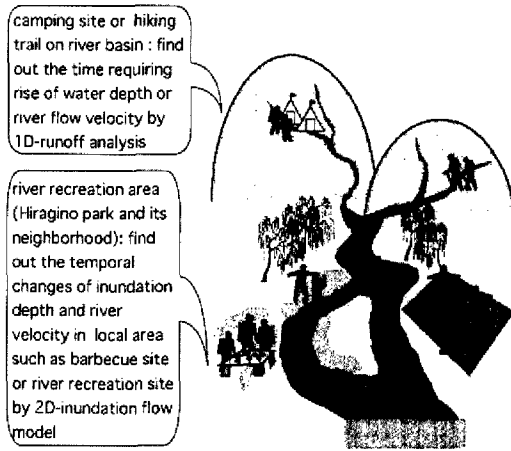 camping site or hiking
trail on river basin : find
out the time requiring
rise of water depth or
river flow velocity by
1D-runoff analysis
river recreation area
(Hiragino park and its
neighborhood): find
out the temporal
changes of inundation
depth and river
velocity in local area
such as barbecue site
or river recreation site
by 2D-inundation flow
model